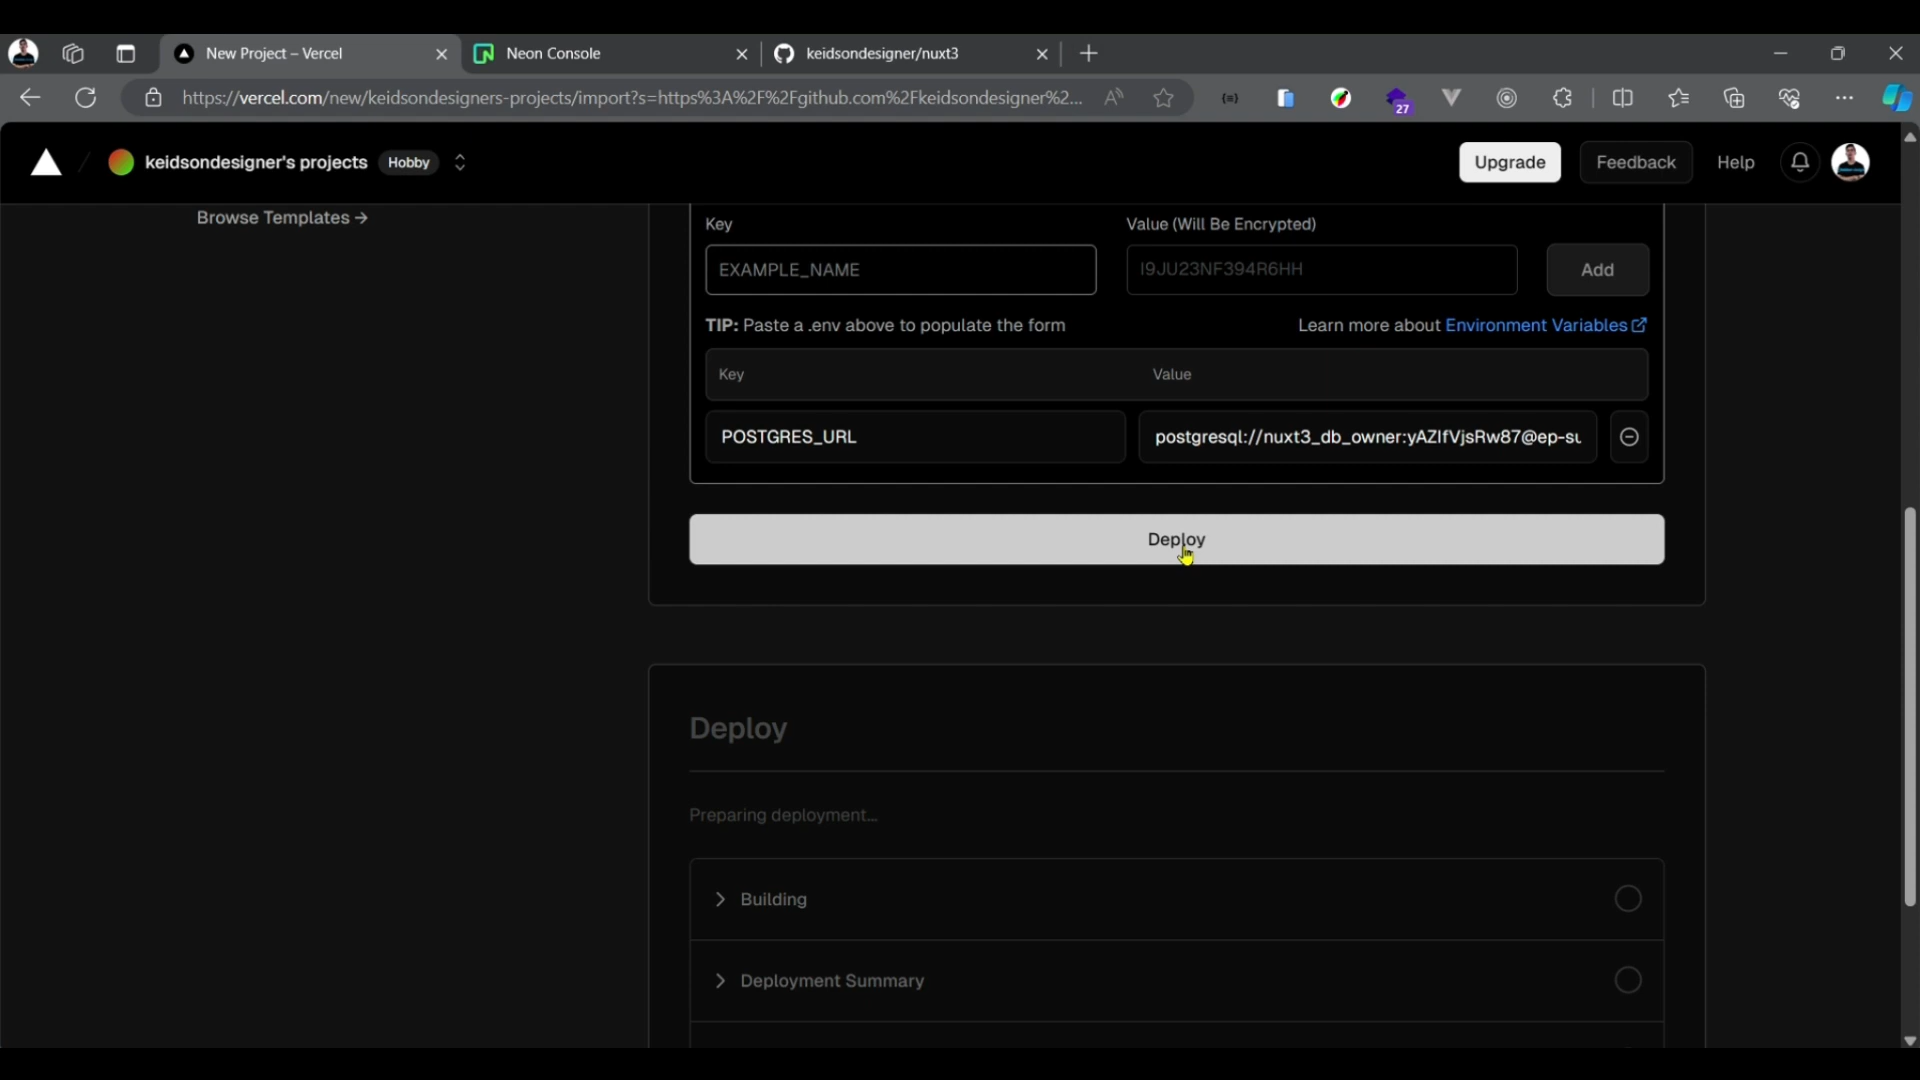 New Project – Vercel
Neon Console
keidsondesigner/nuxt3
https://vercel.com/new/keidsondesigners-projects/import?s=https%3A%2F%2Fgithub.com%2Fkeidsondesigner%2...
27
keidsondesigner's projects Hobby
Upgrade
Feedback
Help
Browse Templates →
Key
Value (Will Be Encrypted)
EXAMPLE_NAME
I9JU23NF394R6HH
Add
TIP: Paste a .env above to populate the form
Learn more about Environment Variables
Key
Value
POSTGRES_URL
postgresql://nuxt3_db_owner:yAZIfVjsRw87@ep-su
Deploy
Deploy
Preparing deployment...
Building
Deployment Summary